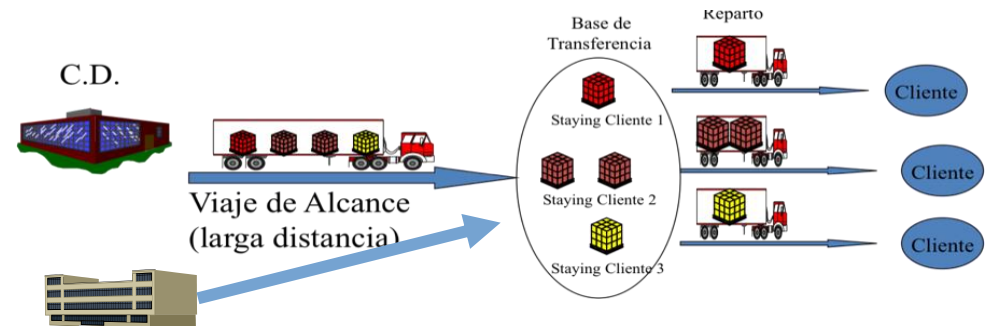 C.D.
Viaje de Alcance
(larga distancia)
Base de
Transferencia
Staying Cliente 1
Staying Cliente 2
Staying Cliente 3
Reparto
Cliente
Cliente
Cliente